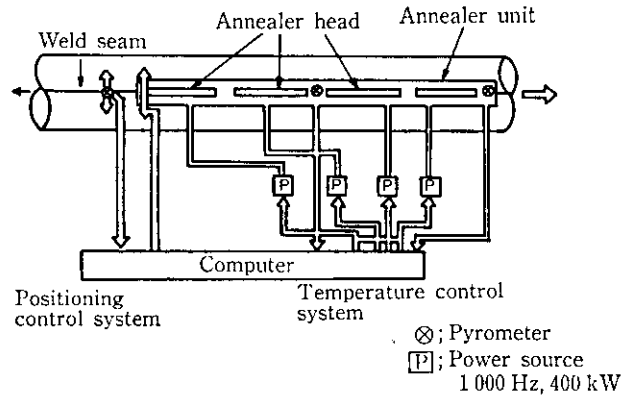 Annealer head
Annealer unit
Weld seam
P
P
P
P
Computer
Positioning
control system
Temperature control
system
⊗; Pyrometer
P; Power source
1 000 Hz, 400 kW